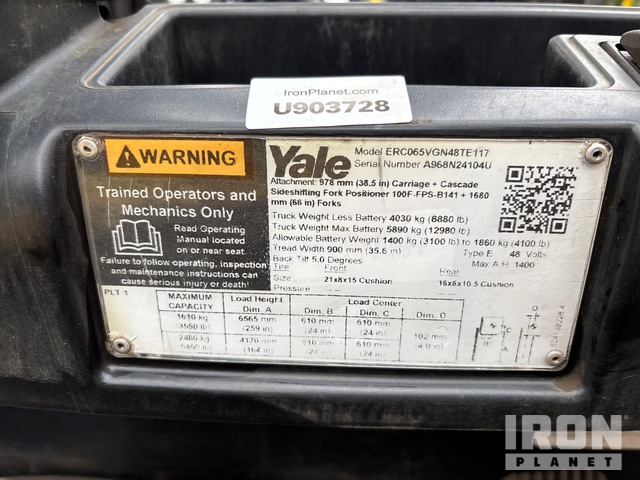 IronPlanet.com
U903728
WARNING
Trained Operators and
Mechanics Only
Read Operating
Manual located
on or near seat.
Failure to follow operating, inspection
and maintenance instructions can
cause serious injury or death!
Yale
Model ERC065VGN48TE117
Serial Number A968N24104U
Attachment: 978 mm (38.5 in) Carriage + Cascade
Sideshifting Fork Positioner 100F-FPS-B141 + 1680
mm (66 in) Forks
Truck Weight Less Battery 4030 kg (8880 lb)
Truck Weight Max Battery 5890 kg (12980 lb)
Allowable Battery Weight 1400 kg (3100 lb) to 1860 kg (4100 lb)
Tread Width 900 mm (35.6 in) Type E 48 Volts
Back Tilt 5.0 Degrees Max A.H. 1400
Tire Front Rear
Size: 21x8x15 Cushion 16x6x10.5 Cushion
Pressure
PLT 1
MAXIMUM CAPACITY Load Height Dim. A Load Center Dim. B Dim. C Dim. D
1610 kg 6565 mm 610 mm 610 mm
(3550 lb) (259 in) (24 in) (24 in)
2480 kg 4170 mm 610 mm 610 mm 102 mm
(164 in) (24 in) (24 in) (4.0 in)
D
C
B
A
IRON
PLANET